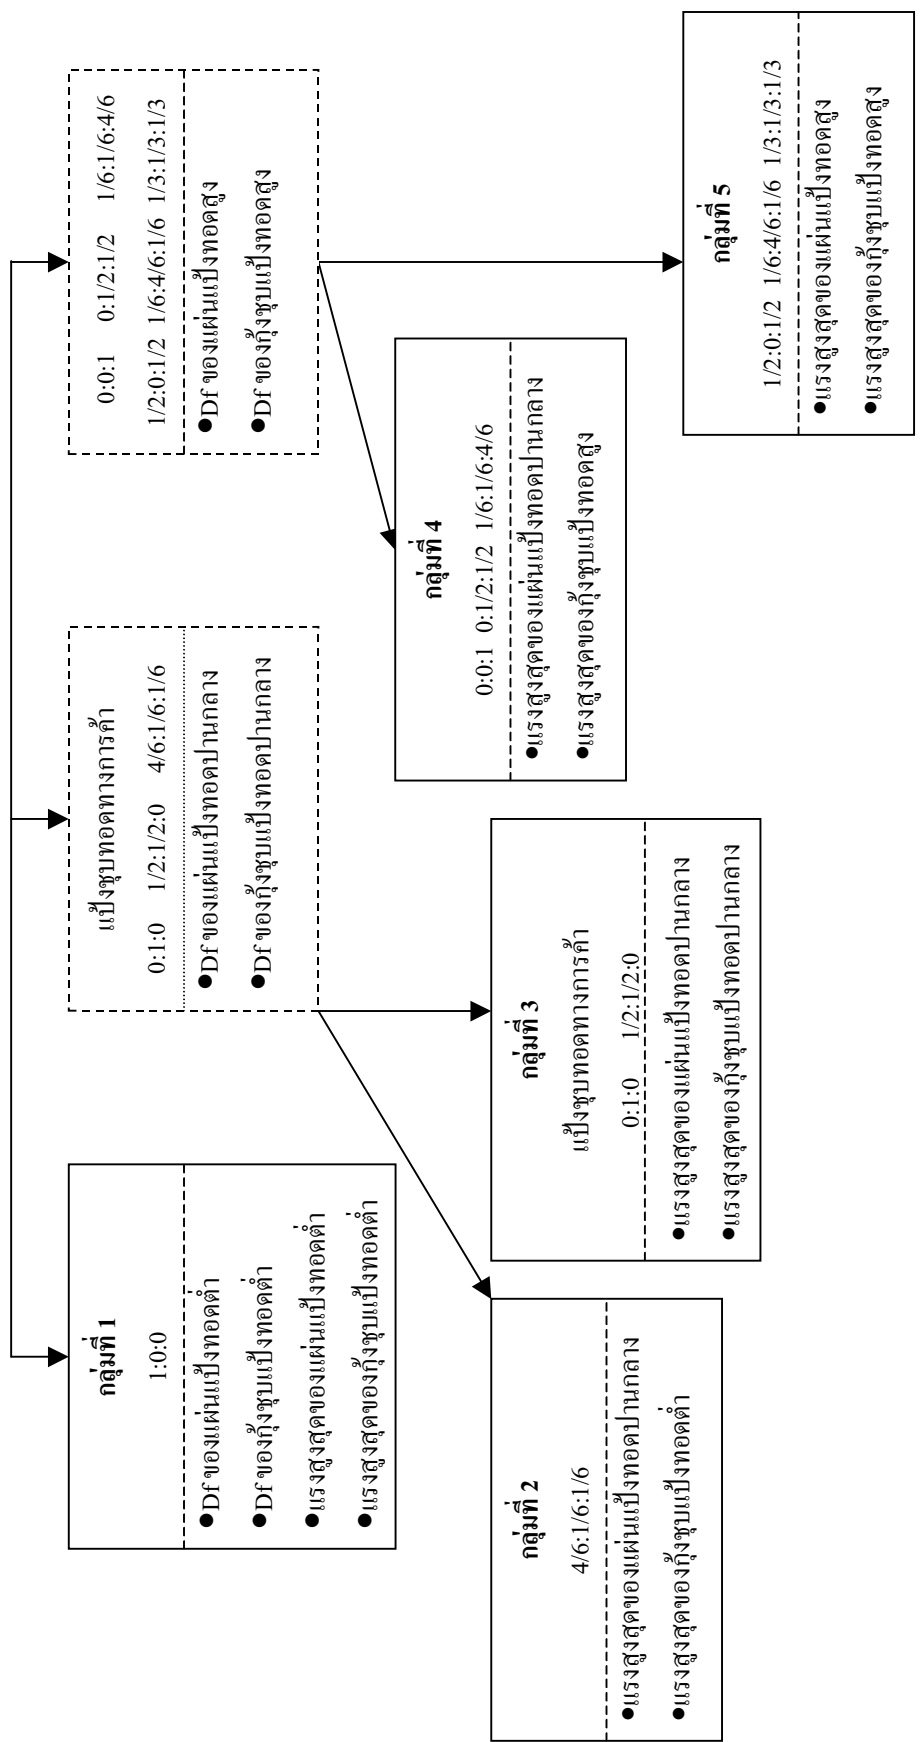 กลุ่มที่ 1
1:0:0
●Df ของแผ่นแป้งทอดต่ำ
●Df ของกุ้งชุบแป้งทอดต่ำ
●แรงสูงสุดของแผ่นแป้งทอดต่ำ
●แรงสูงสุดของกุ้งชุบแป้งทอดต่ำ
แป้งชุบทอดทางการค้า
0:1:0 1/2:1/2:0 4/6:1/6:1/6
●Df ของแผ่นแป้งทอดปานกลาง
●Df ของกุ้งชุบแป้งทอดปานกลาง
0:0:1 0:1/2:1/2 1/6:1/6:4/6
1/2:0:1/2 1/6:4/6:1/6 1/3:1/3:1/3
●Df ของแผ่นแป้งทอดสูง
●Df ของกุ้งชุบแป้งทอดสูง
กลุ่มที่ 2
4/6:1/6:1/6
●แรงสูงสุดของแผ่นแป้งทอดปานกลาง
●แรงสูงสุดของกุ้งชุบแป้งทอดต่ำ
กลุ่มที่ 3
แป้งชุบทอดทางการค้า
0:1:0 1/2:1/2:0
●แรงสูงสุดของแผ่นแป้งทอดปานกลาง
●แรงสูงสุดของกุ้งชุบแป้งทอดปานกลาง
กลุ่มที่ 4
0:0:1 0:1/2:1/2 1/6:1/6:4/6
●แรงสูงสุดของแผ่นแป้งทอดปานกลาง
●แรงสูงสุดของกุ้งชุบแป้งทอดสูง
กลุ่มที่ 5
1/2:0:1/2 1/6:4/6:1/6 1/3:1/3:1/3
●แรงสูงสุดของแผ่นแป้งทอดสูง
●แรงสูงสุดของกุ้งชุบแป้งทอดสูง